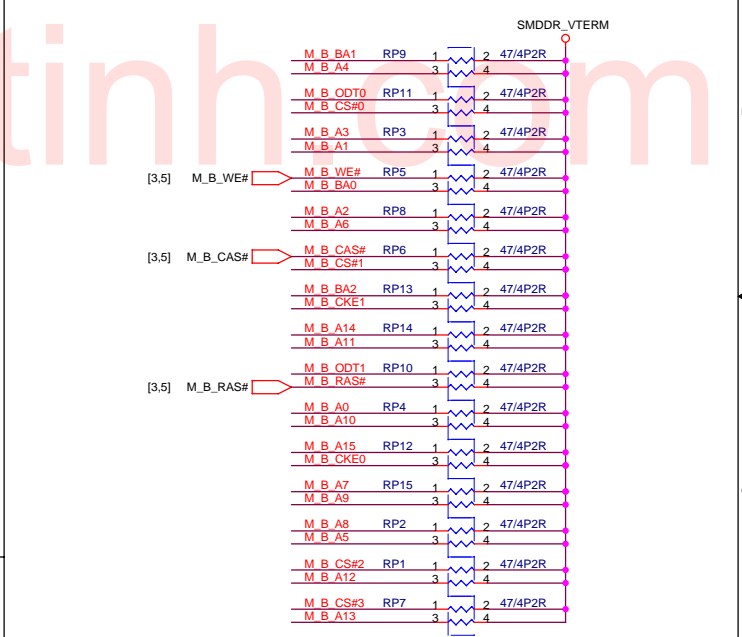 SMDDR_VTERM
M_B_BA1 RP9 1 2 47/4P2R
M_B_A4 3 4
M_B_ODT0 RP11 1 2 47/4P2R
M_B_CS#0 3 4
M_B_A3 RP3 1 2 47/4P2R
M_B_A1 3 4
[3,5] M_B_WE# M_B_WE# RP5 1 2 47/4P2R
M_B_BA0 3 4
M_B_A2 RP8 1 2 47/4P2R
M_B_A6 3 4
[3,5] M_B_CAS# M_B_CAS# RP6 1 2 47/4P2R
M_B_CS#1 3 4
M_B_BA2 RP13 1 2 47/4P2R
M_B_CKE1 3 4
M_B_A14 RP14 1 2 47/4P2R
M_B_A11 3 4
M_B_ODT1 RP10 1 2 47/4P2R
[3,5] M_B_RAS# M_B_RAS# 3 4
M_B_A0 RP4 1 2 47/4P2R
M_B_A10 3 4
M_B_A15 RP12 1 2 47/4P2R
M_B_CKE0 3 4
M_B_A7 RP15 1 2 47/4P2R
M_B_A9 3 4
M_B_A8 RP2 1 2 47/4P2R
M_B_A5 3 4
M_B_CS#2 RP1 1 2 47/4P2R
M_B_A12 3 4
M_B_CS#3 RP7 1 2 47/4P2R
M_B_A13 3 4
tinh.com